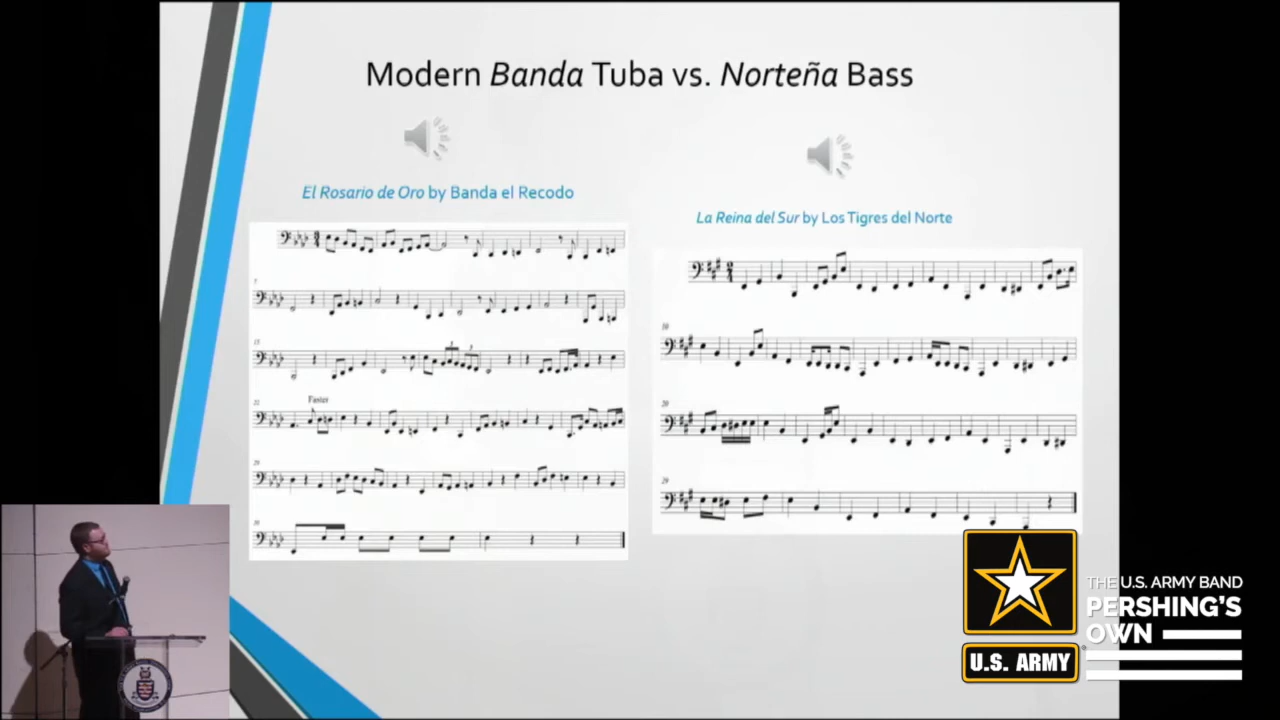 Modern Banda Tuba vs. Norteña Bass
El Rosario de Oro by Banda el Recodo
La Reina del Sur by Los Tigres del Norte
Faster
THE U.S. ARMY BAND
PERSHING'S
OWN
U.S. ARMY